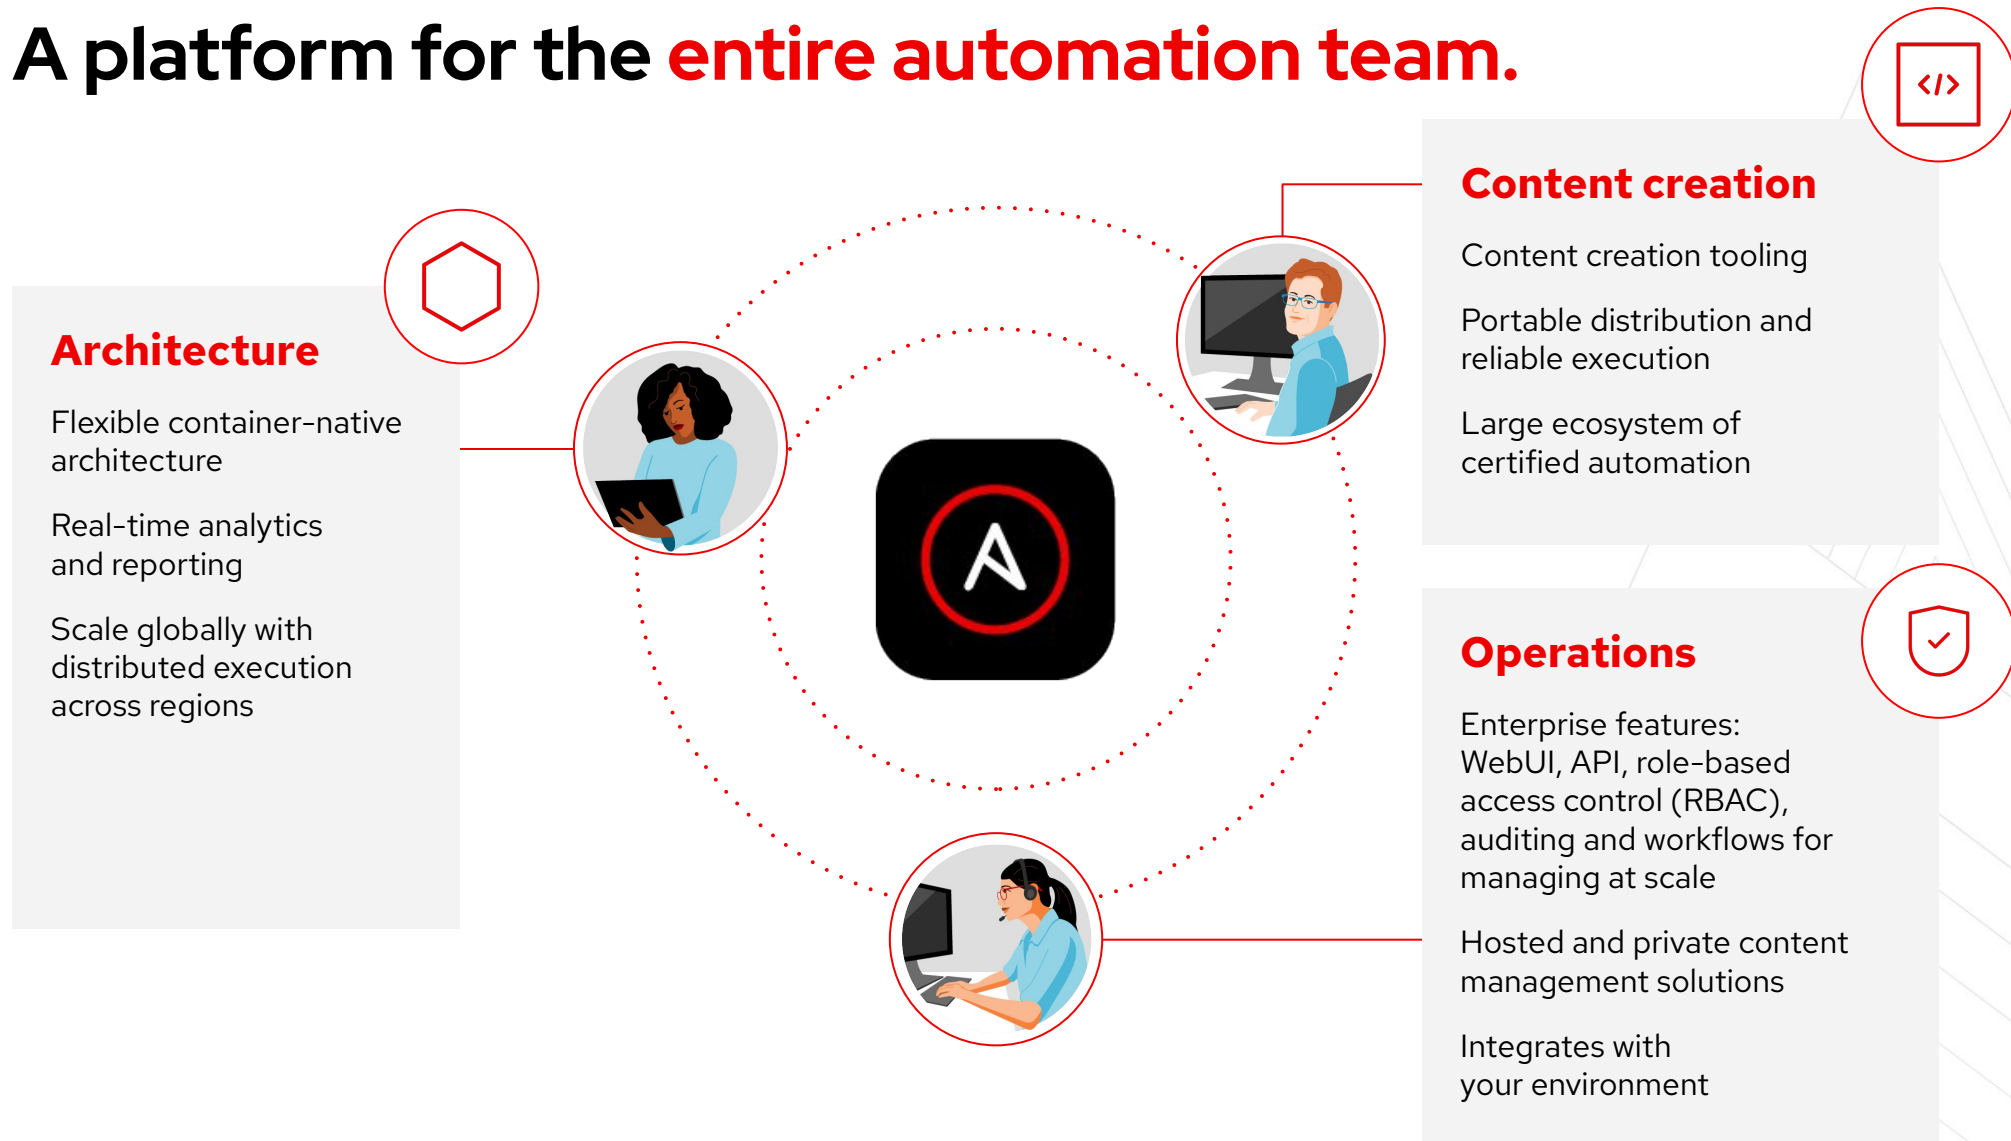 A platform for the entire automation team.
Architecture
Flexible container-native
architecture
Real-time analytics
and reporting
Scale globally with
distributed execution
across regions
</>
Content creation
Content creation tooling
Portable distribution and
reliable execution
Large ecosystem of
certified automation
Operations
Enterprise features:
WebUI, API, role-based
access control (RBAC),
auditing and workflows for
managing at scale
Hosted and private content
management solutions
Integrates with
your environment